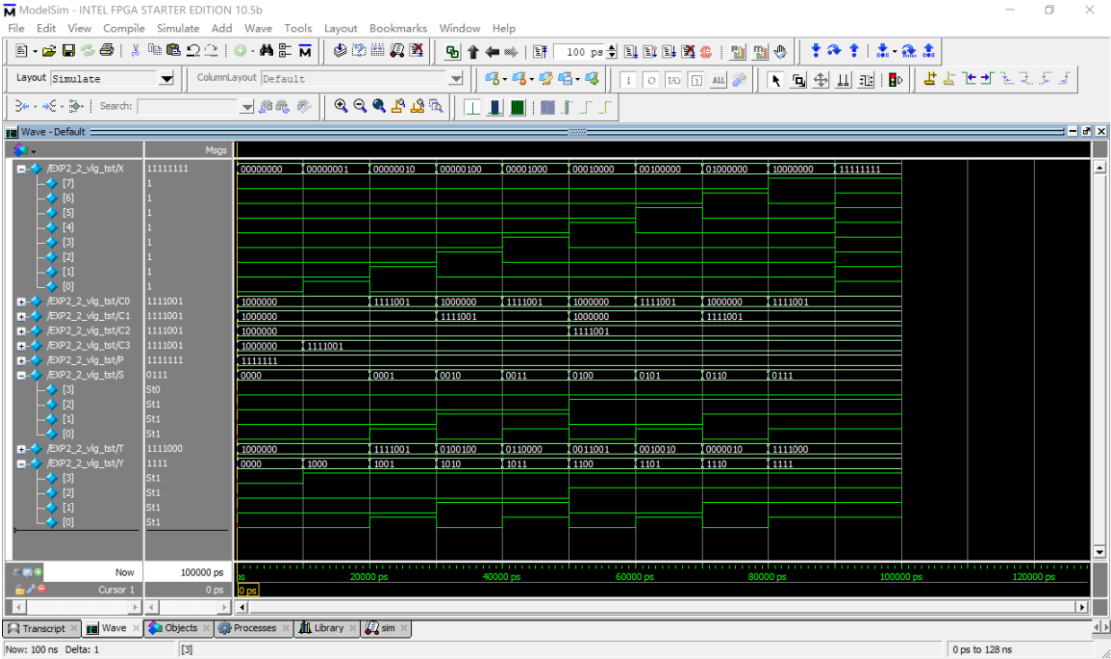 ModelSim - INTEL FPGA STARTER EDITION 10.5b
File Edit View Compile Simulate Add Wave Tools Layout Bookmarks Window Help
100 ps
Layout Simulate ColumnLayout Default
Search:
Wave - Default
Msgs
/EXP2_2_vlg_tst/X 11111111 00000000 00000001 00000010 00000100 00001000 00010000 00100000 01000000 10000000 11111111
[7] 1
[6] 1
[5] 1
[4] 1
[3] 1
[2] 1
[1] 1
[0] 1
/EXP2_2_vlg_tst/C0 1111001 1000000 1111001 1000000 1111001 1000000 1111001 1000000 1111001
/EXP2_2_vlg_tst/C1 1111001 1000000 1111001 1000000 1111001
/EXP2_2_vlg_tst/C2 1111001 1000000 1111001
/EXP2_2_vlg_tst/C3 1111001 1000000 1111001
/EXP2_2_vlg_tst/P 1111111 1111111
/EXP2_2_vlg_tst/S 0111 0000 0001 0010 0011 0100 0101 0110 0111
[3] St0
[2] St1
[1] St1
[0] St1
/EXP2_2_vlg_tst/T 1111000 1000000 1111001 0100100 0110000 0011001 0010010 0000010 1111000
/EXP2_2_vlg_tst/Y 1111 0000 1000 1001 1010 1011 1100 1101 1110 1111
[3] St1
[2] St1
[1] St1
[0] St1
Now 100000 ps ps 20000 ps 40000 ps 60000 ps 80000 ps 100000 ps 120000 ps
Cursor 1 0 ps 0 ps
Transcript Wave Objects Processes Library sim
Now: 100 ns Delta: 1 [3] 0 ps to 128 ns